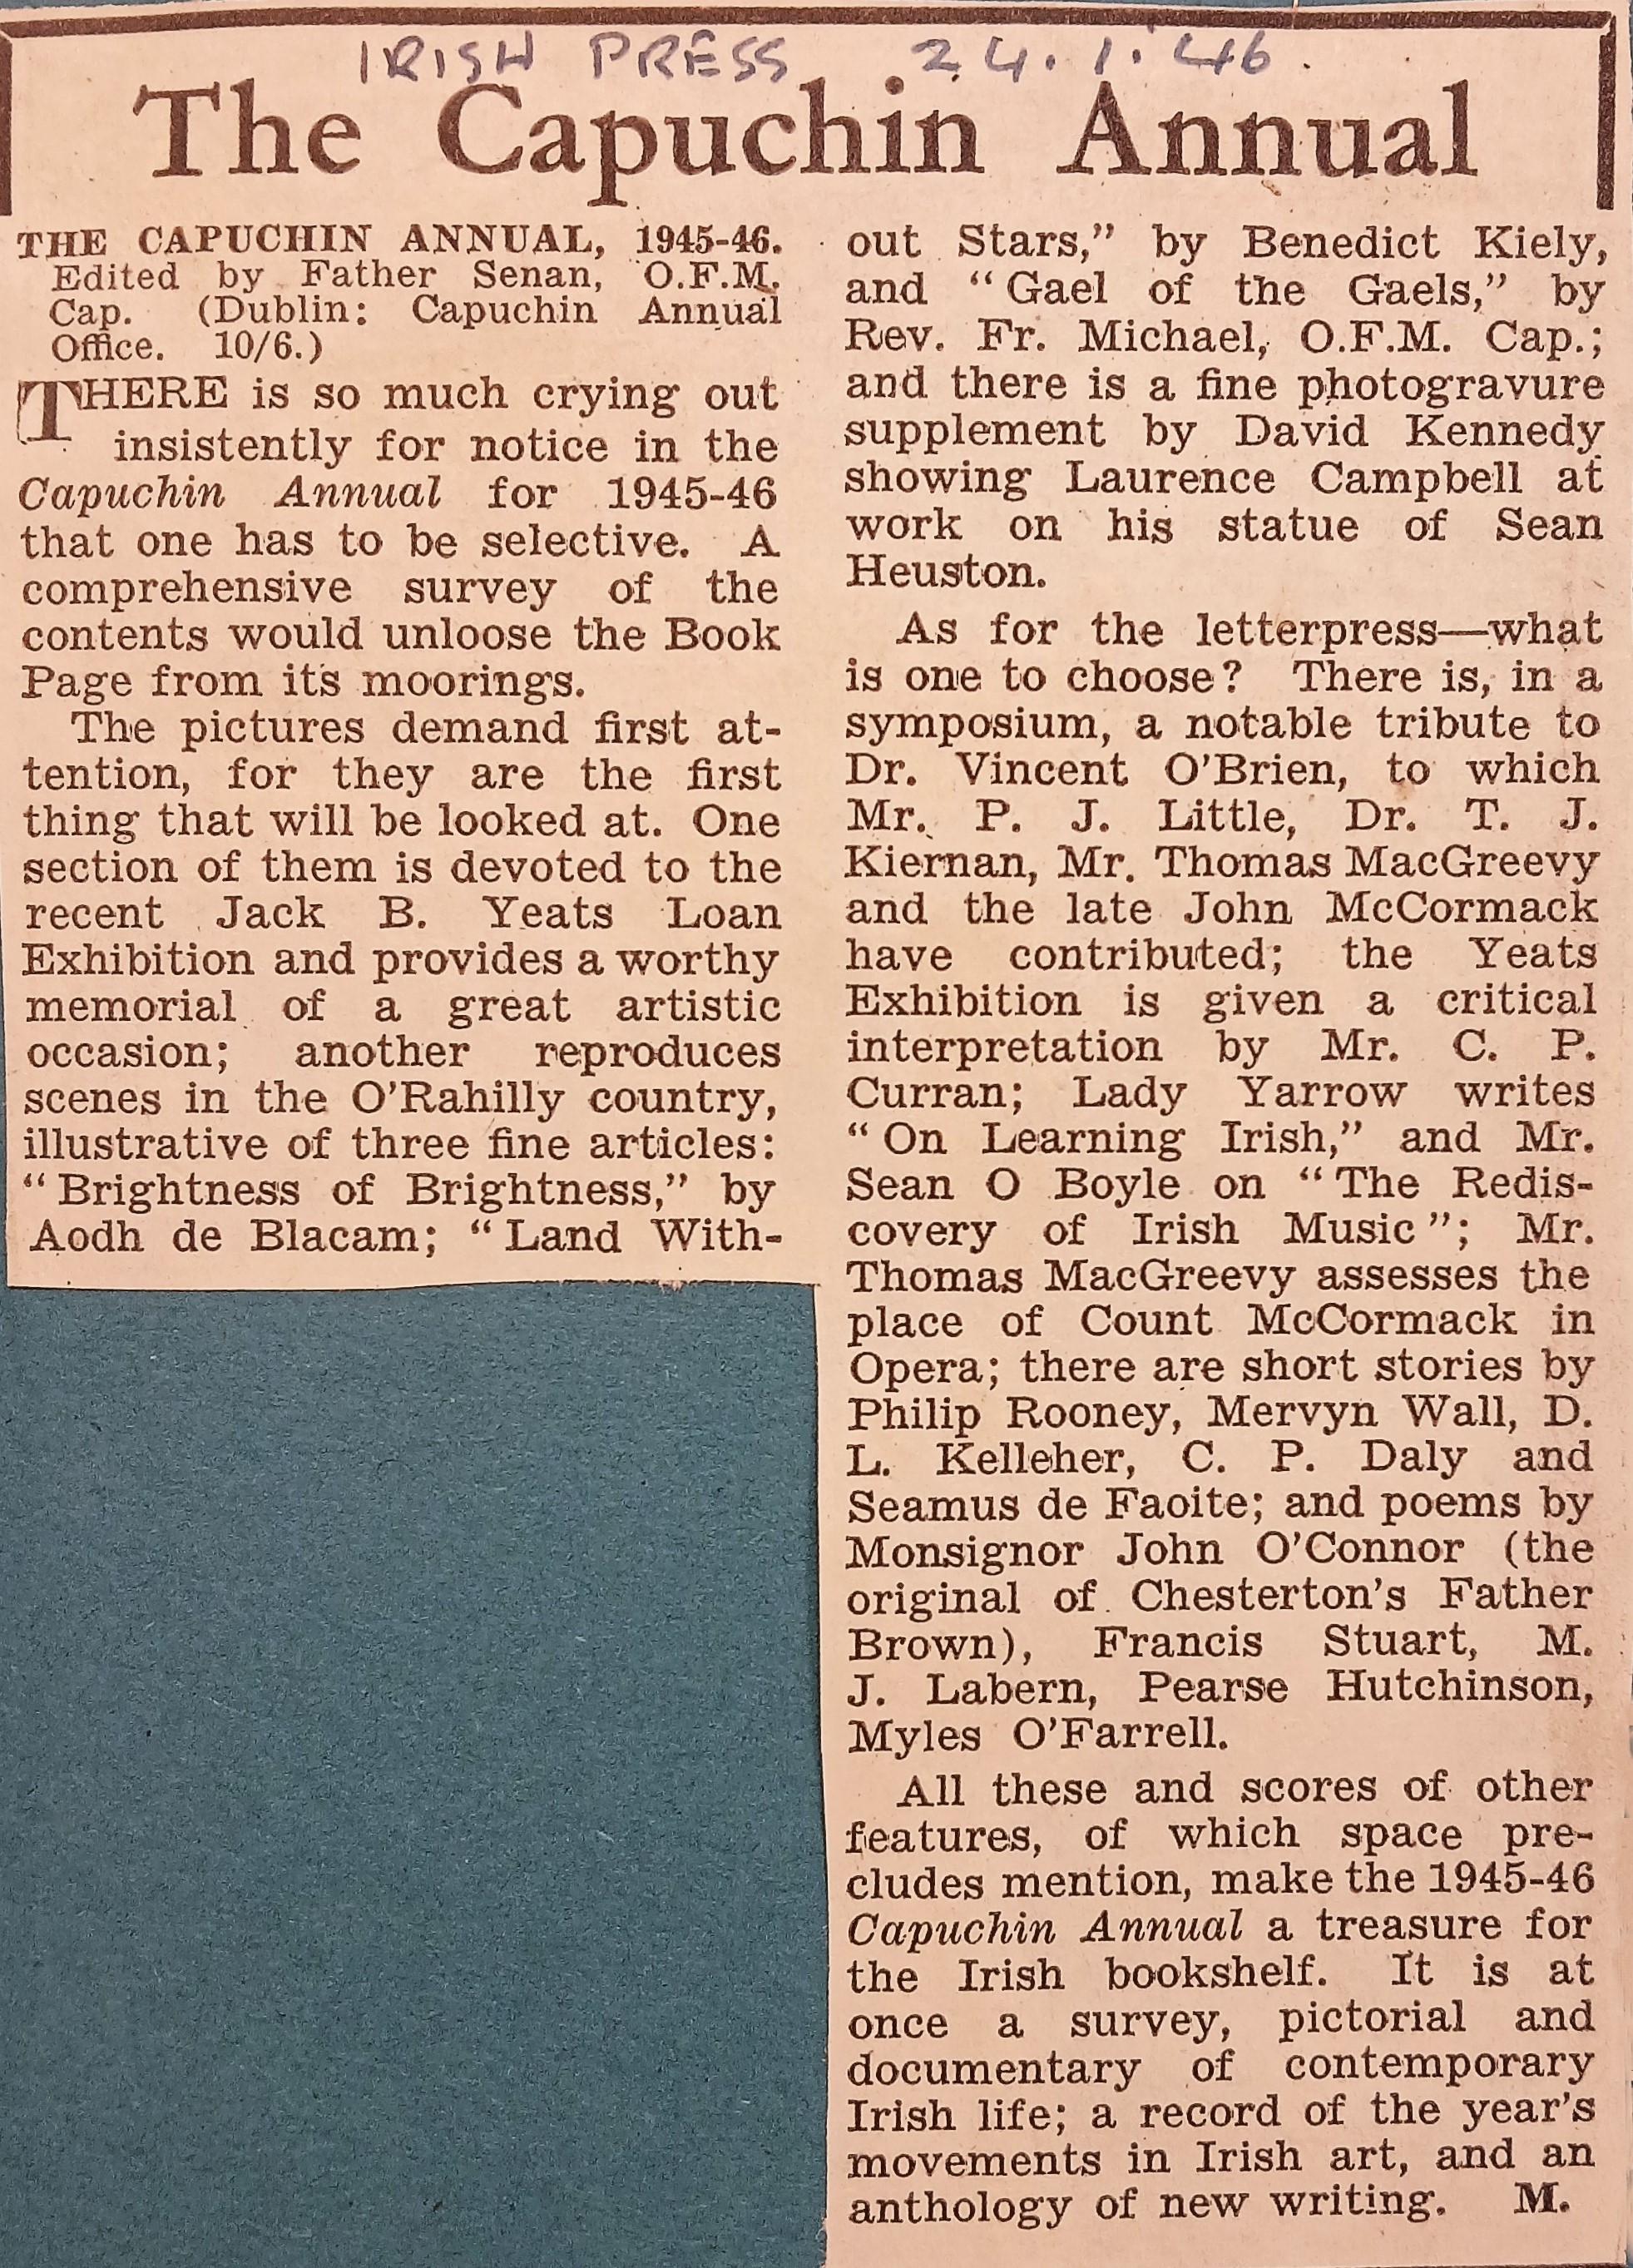 IRISH PRESS 24.1.'46.
The Capuchin Annual
THE CAPUCHIN ANNUAL, 1945-46.
Edited by Father Senan, O.F.M.
Cap. (Dublin: Capuchin Annual
Office. 10/6.)
THERE is so much crying out
insistently for notice in the
Capuchin Annual for 1945-46
that one has to be selective. A
comprehensive survey of the
contents would unloose the Book
Page from its moorings.
The pictures demand first at-
tention, for they are the first
thing that will be looked at. One
section of them is devoted to the
recent Jack B. Yeats Loan
Exhibition and provides a worthy
memorial of a great artistic
occasion; another reproduces
scenes in the O'Rahilly country,
illustrative of three fine articles:
"Brightness of Brightness," by
Aodh de Blacam; "Land With-
out Stars," by Benedict Kiely,
and "Gael of the Gaels," by
Rev. Fr. Michael, O.F.M. Cap.;
and there is a fine photogravure
supplement by David Kennedy
showing Laurence Campbell at
work on his statue of Sean
Heuston.
As for the letterpress—what
is one to choose? There is, in a
symposium, a notable tribute to
Dr. Vincent O'Brien, to which
Mr. P. J. Little, Dr. T. J.
Kiernan, Mr. Thomas MacGreevy
and the late John McCormack
have contributed; the Yeats
Exhibition is given a critical
interpretation by Mr. C. P.
Curran; Lady Yarrow writes
"On Learning Irish," and Mr.
Sean O Boyle on "The Redis-
covery of Irish Music"; Mr.
Thomas MacGreevy assesses the
place of Count McCormack in
Opera; there are short stories by
Philip Rooney, Mervyn Wall, D.
L. Kelleher, C. P. Daly and
Seamus de Faoite; and poems by
Monsignor John O'Connor (the
original of Chesterton's Father
Brown), Francis Stuart, M.
J. Labern, Pearse Hutchinson,
Myles O'Farrell.
All these and scores of other
features, of which space pre-
cludes mention, make the 1945-46
Capuchin Annual a treasure for
the Irish bookshelf. It is at
once a survey, pictorial and
documentary of contemporary
Irish life; a record of the year's
movements in Irish art, and an
anthology of new writing. M.